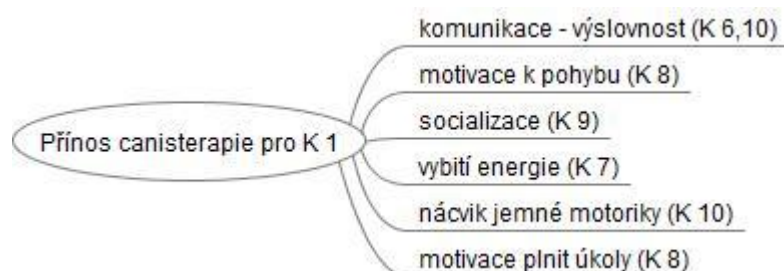 komunikace - výslovnost (K 6,10)
motivace k pohybu (K 8)
socializace (K 9)
Přínos canisterapie pro K 1
vybití energie (K 7)
nácvik jemné motoriky (K 10)
motivace plnit úkoly (K 8)